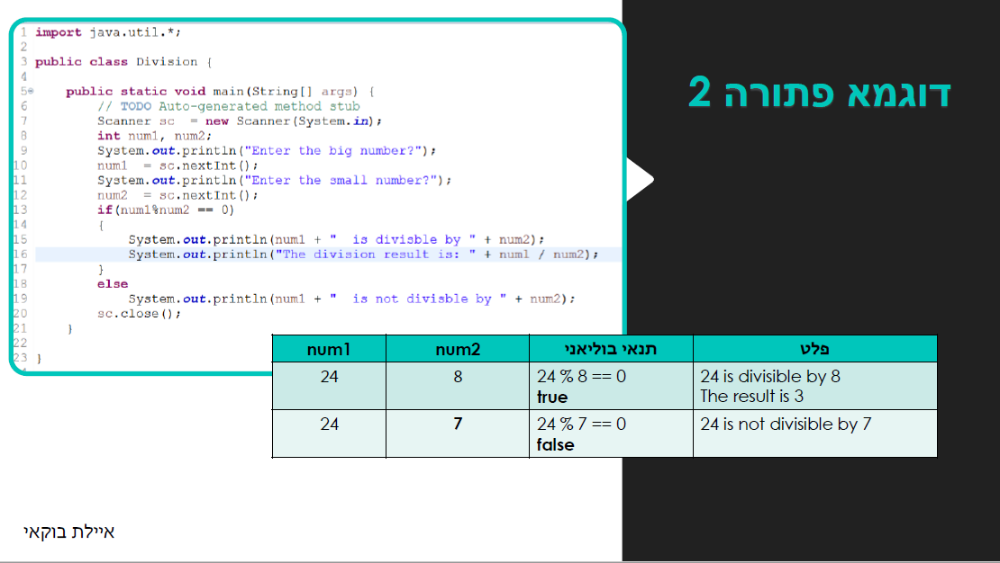 דוגמא פתורה 2
1 import java.util.*;
2
3 public class Division {
4
5 public static void main(String[] args) {
6 // TODO Auto-generated method stub
7 Scanner sc = new Scanner(System.in);
8 int num1, num2;
9 System.out.println("Enter the big number?");
10 num1 = sc.nextInt();
11 System.out.println("Enter the small number?");
12 num2 = sc.nextInt();
13 if(num1%num2 == 0)
14 {
15 System.out.println(num1 + "  is divisble by " + num2);
16 System.out.println("The division result is: " + num1 / num2);
17 }
18 else
19 System.out.println(num1 + "  is not divisble by " + num2);
20 sc.close();
21 }
22
23 }
num1 num2 תנאי בוליאני פלט
24 8 24 % 8 == 0 24 is divisible by 8
true The result is 3
24 7 24 % 7 == 0 24 is not divisible by 7
false
איילת בוקאי